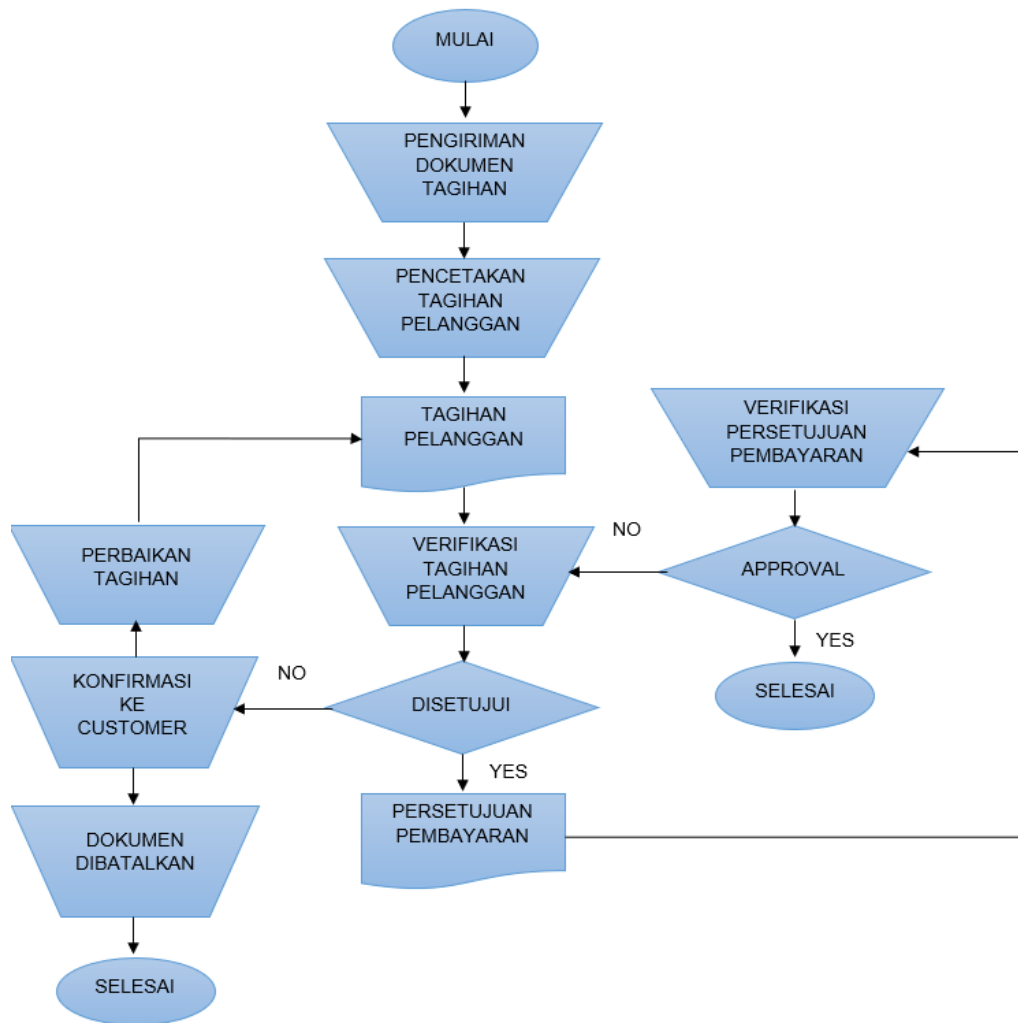 MULAI
PENGIRIMAN
DOKUMEN
TAGIHAN
PENCETAKAN
TAGIHAN
PELANGGAN
TAGIHAN
PELANGGAN
VERIFIKASI
PERSETUJUAN
PEMBAYARAN
PERBAIKAN
TAGIHAN
VERIFIKASI
TAGIHAN
PELANGGAN
NO
APPROVAL
YES
SELESAI
KONFIRMASI
KE
CUSTOMER
NO
DISETUJUI
YES
PERSETUJUAN
PEMBAYARAN
DOKUMEN
DIBATALKAN
SELESAI